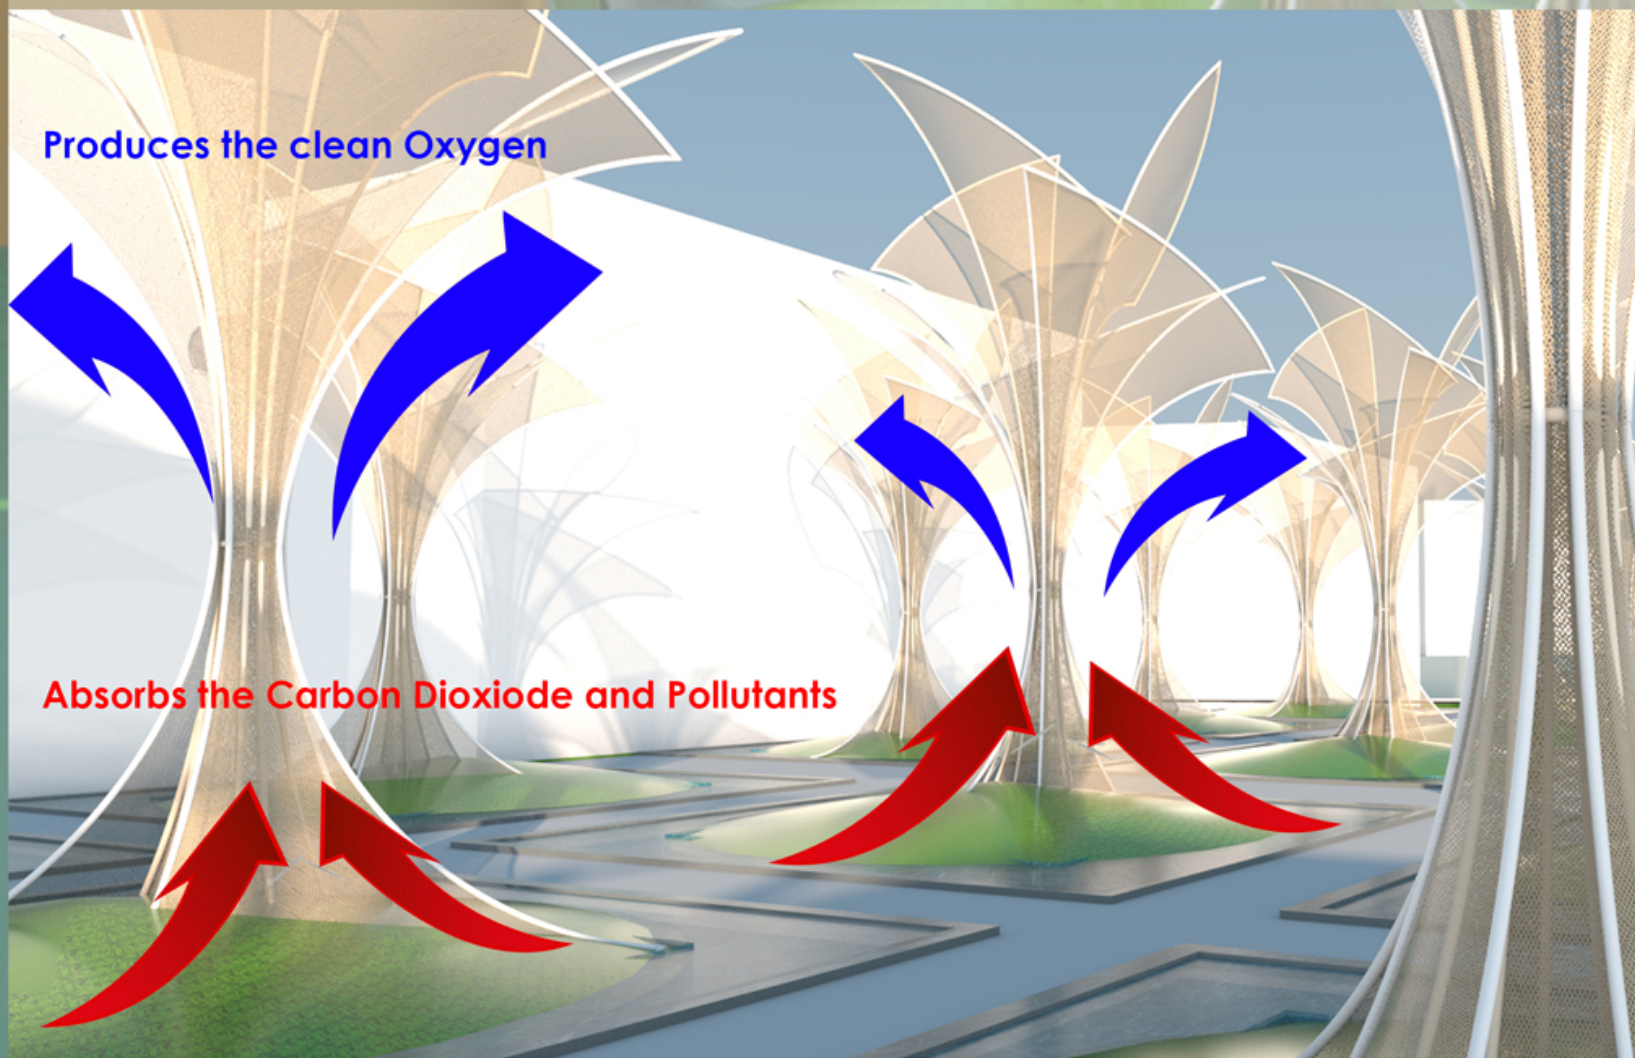 Produces the clean Oxygen
Absorbs the Carbon Dioxiode and Pollutants